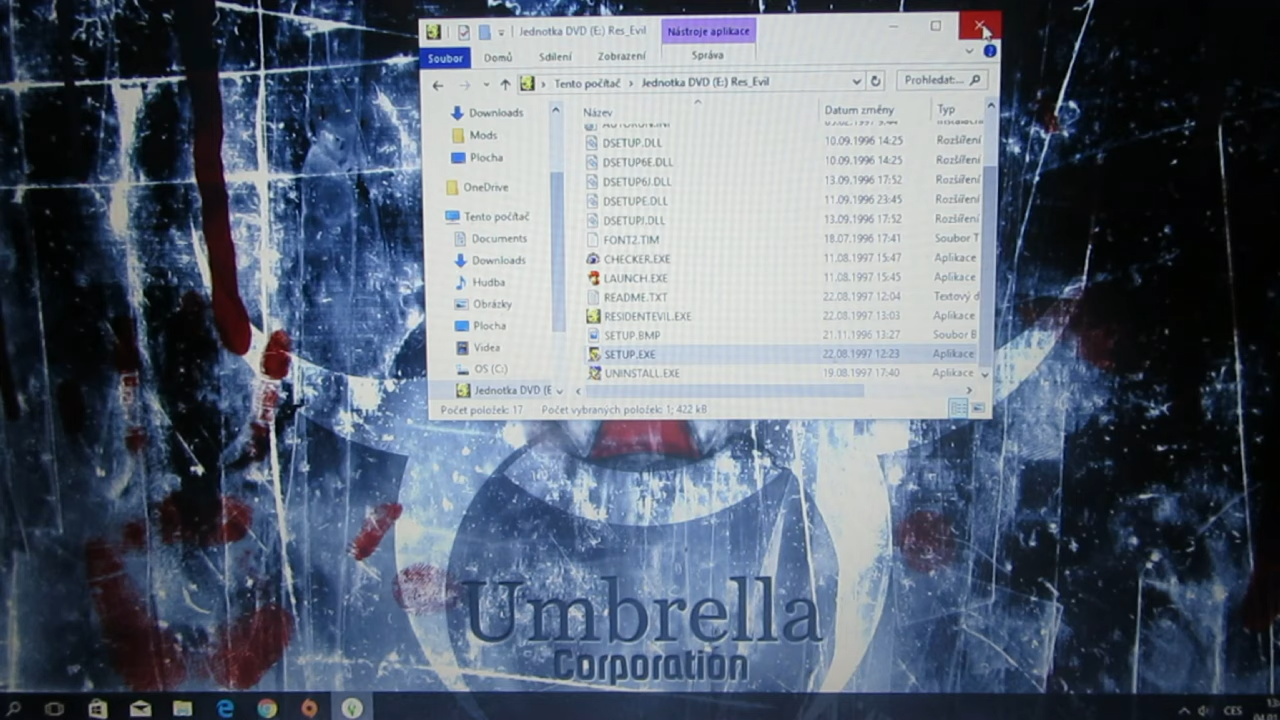 Jednotka DVD (E:) Res_Evil
Nástroje aplikace
Soubor Domů Sdílení Zobrazení Správa
Tento počítač > Jednotka DVD (E:) Res_Evil
Prohledat:...
Downloads
Mods
Plocha
OneDrive
Tento počítač
Documents
Downloads
Hudba
Obrázky
Plocha
Videa
OS (C:)
Jednotka DVD (E
Název Datum změny Typ
AUTORUN.INF
DSETUP.DLL 10.09.1996 14:25 Rozšíření
DSETUP6E.DLL 10.09.1996 14:25 Rozšíření
DSETUP6J.DLL 13.09.1996 17:52 Rozšíření
DSETUPE.DLL 11.09.1996 23:45 Rozšíření
DSETUPJ.DLL 13.09.1996 17:52 Rozšíření
FONT2.TIM 18.07.1996 17:41 Soubor T
CHECKER.EXE 11.08.1997 15:47 Aplikace
LAUNCH.EXE 11.08.1997 15:45 Aplikace
README.TXT 22.08.1997 12:04 Textový d
RESIDENTEVIL.EXE 22.08.1997 13:03 Aplikace
SETUP.BMP 21.11.1996 13:27 Soubor B
SETUP.EXE 22.08.1997 12:23 Aplikace
UNINSTALL.EXE 19.08.1997 17:40 Aplikace
Počet položek: 17 Počet vybraných položek: 1; 422 kB
Umbrella
Corporation
CES